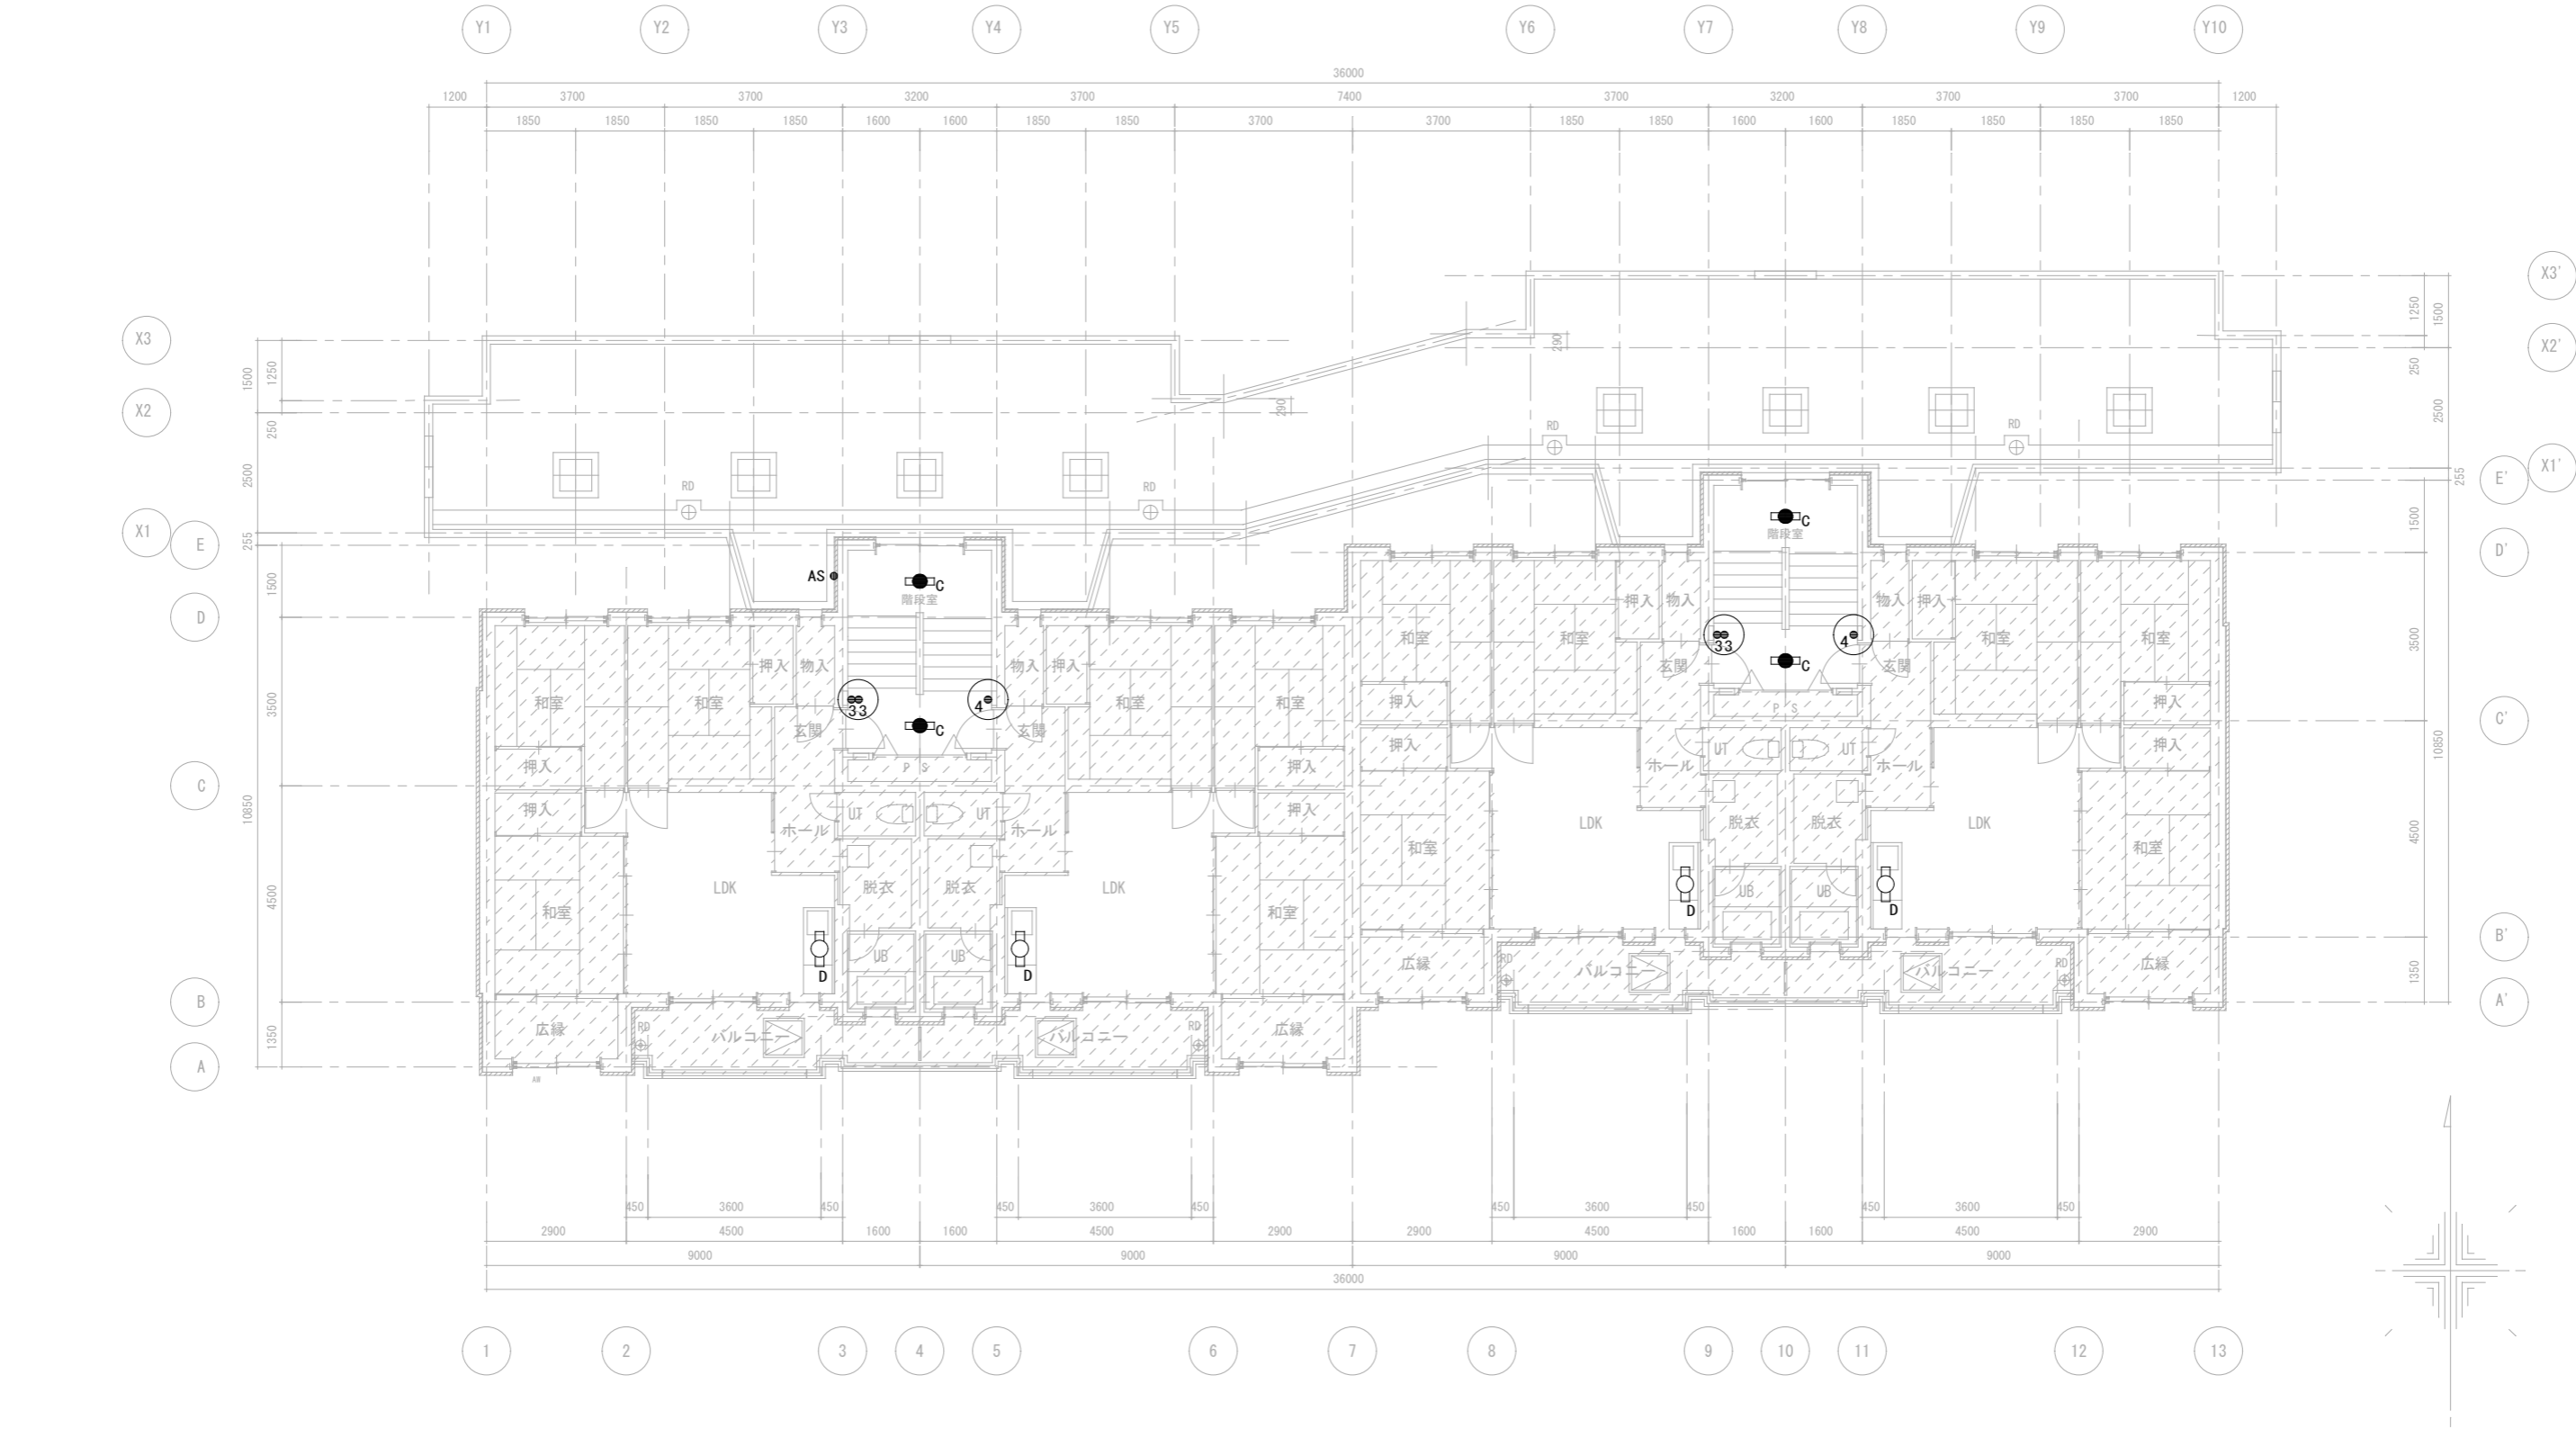 Y1 Y2 Y3 Y4 Y5 Y6 Y7 Y8 Y9 Y10
36000
1200 3700 3700 3200 3700 7400 3700 3200 3700 3700 1200
1850 1850 1850 1850 1600 1600 1850 1850 3700 3700 1850 1850 1600 1600 1850 1850 1850 1850
X3'
1250 1500
X3 290 X2'
1500 1250 250
X2 290 2500
250 RD RD
2500 RD RD X1'
255 E'
X1 C 1500
E 255 階段室 D'
AS C
1500 階段室
D 和室 和室 押入 物入 33 4 物入 押入 和室 和室 3500
押入 物入 物入 押入 玄関 C 玄関
3500 和室 和室 33 4 和室 和室 押入 P S 押入 C'
玄関 C 玄関 押入 UT UT 押入 10850
押入 P S 押入 ホール ホール
C
10850 押入 UT UT 押入 LDK 脱衣 脱衣 LDK 4500
ホール ホール 和室 和室
4500 LDK 脱衣 脱衣 LDK UB UB
和室 和室 D D B'
UB UB 広縁 RD バルコニー バルコニー RD 広縁 1350
D D
B A'
1350 広縁 RD バルコニー バルコニー RD 広縁
A
450 3600 450 450 3600 450 450 3600 450 450 3600 450
2900 4500 1600 1600 4500 2900 2900 4500 1600 1600 4500 2900
9000 9000 9000 9000
36000
1 2 3 4 5 6 7 8 9 10 11 12 13